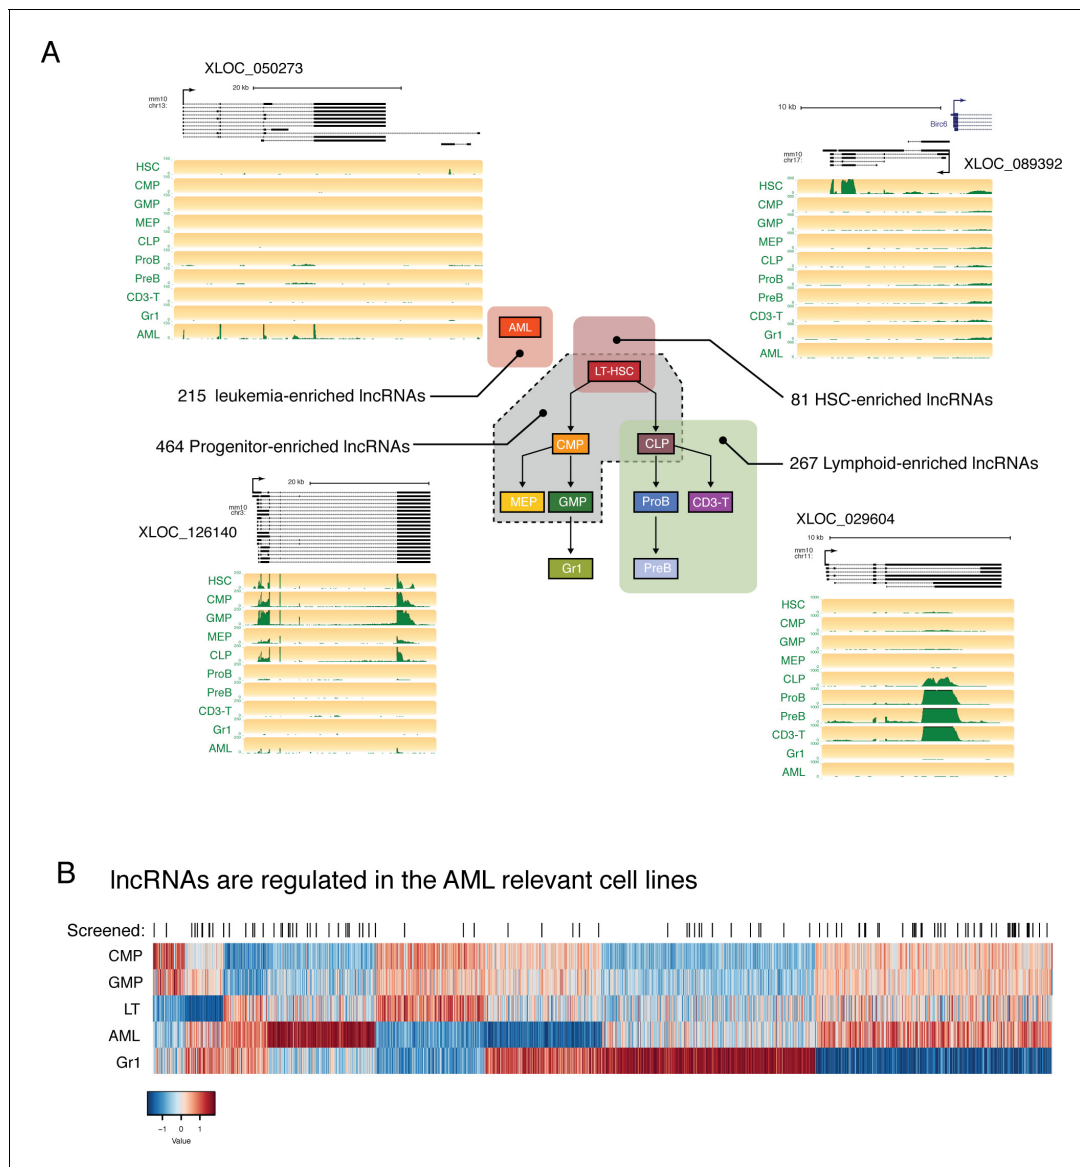 A
XLOC_050273
20 kb
mm10
chr13:
HSC
CMP
GMP
MEP
CLP
ProB
PreB
CD3-T
Gr1
AML
10 kb
Birc6
mm10
chr17:
XLOC_089392
HSC
CMP
GMP
MEP
CLP
ProB
PreB
CD3-T
Gr1
AML
AML
LT-HSC
215 leukemia-enriched lncRNAs
81 HSC-enriched lncRNAs
464 Progenitor-enriched lncRNAs
CMP
CLP
267 Lymphoid-enriched lncRNAs
MEP
GMP
ProB
CD3-T
Gr1
PreB
20 kb
mm10
chr3:
XLOC_126140
HSC
CMP
GMP
MEP
CLP
ProB
PreB
CD3-T
Gr1
AML
XLOC_029604
10 kb
mm10
chr11:
HSC
CMP
GMP
MEP
CLP
ProB
PreB
CD3-T
Gr1
AML
B
lncRNAs are regulated in the AML relevant cell lines
Screened:
CMP
GMP
LT
AML
Gr1
−1 0 1
Value